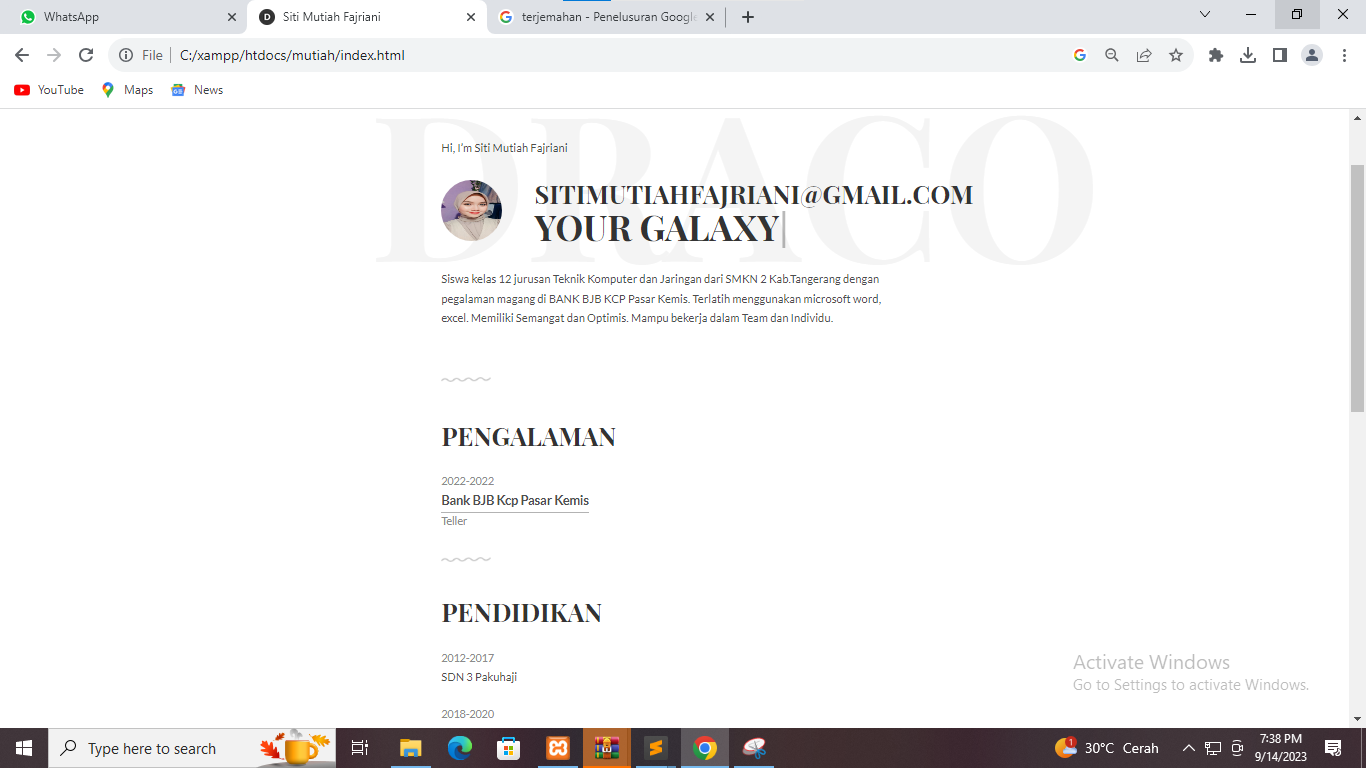 WhatsApp
Siti Mutiah Fajriani
terjemahan - Penelusuran Google
File
C:/xampp/htdocs/mutiah/index.html
YouTube
Maps
News
DRACO
Hi, I'm Siti Mutiah Fajriani
SITIMUTIAHFAJRIANI@GMAIL.COM
YOUR GALAXY
Siswa kelas 12 jurusan Teknik Komputer dan Jaringan dari SMKN 2 Kab.Tangerang dengan
pegalaman magang di BANK BJB KCP Pasar Kemis. Terlatih menggunakan microsoft word,
excel. Memiliki Semangat dan Optimis. Mampu bekerja dalam Team dan Individu.
PENGALAMAN
2022-2022
Bank BJB Kcp Pasar Kemis
Teller
PENDIDIKAN
2012-2017
SDN 3 Pakuhaji
2018-2020
Activate Windows
Go to Settings to activate Windows.
Type here to search
30°C Cerah
7:38 PM
9/14/2023